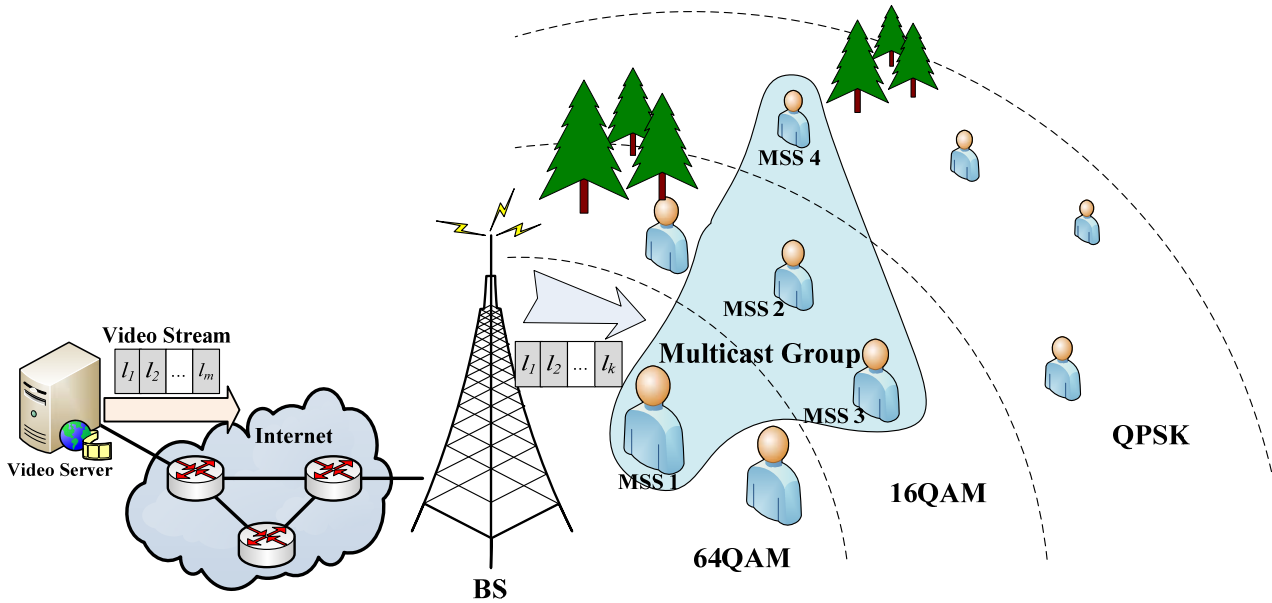 Video Stream
l1 l2 ... lm
Video Server
Internet
BS
l1 l2 ... lk
MSS 4
MSS 2
Multicast Group
MSS 3
MSS 1
64QAM
16QAM
QPSK